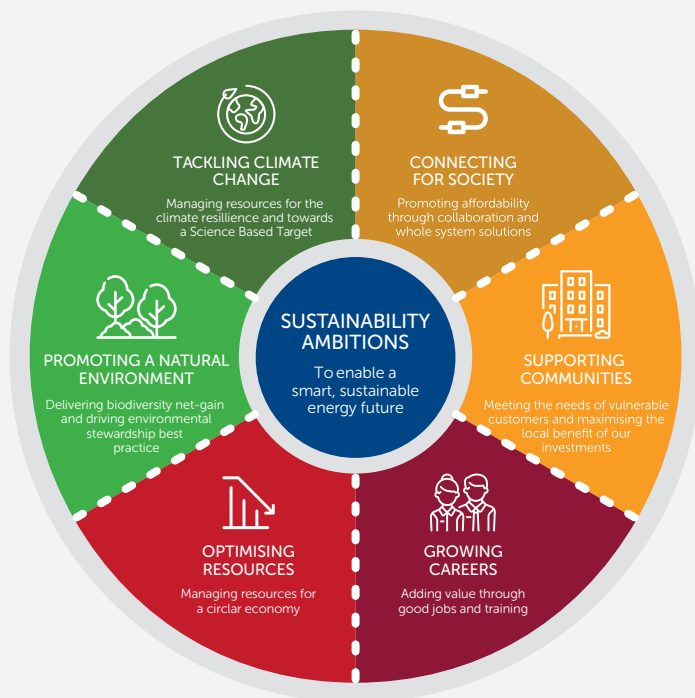 TACKLING CLIMATE
CHANGE
Managing resources for the
climate resillience and towards
a Science Based Target
CONNECTING
FOR SOCIETY
Promoting affordability
through collaboration and
whole system solutions
SUSTAINABILITY
AMBITIONS
To enable a
smart, sustainable
energy future
PROMOTING A NATURAL
ENVIRONMENT
Delivering biodiversity net-gain
and driving environmental
stewardship best
practice
SUPPORTING
COMMUNITIES
Meeting the needs of vulnerable
customers and maximising the
local benefit of our
investments
OPTIMISING
RESOURCES
Managing resources for
a circlar economy
GROWING
CAREERS
Adding value through
good jobs and training